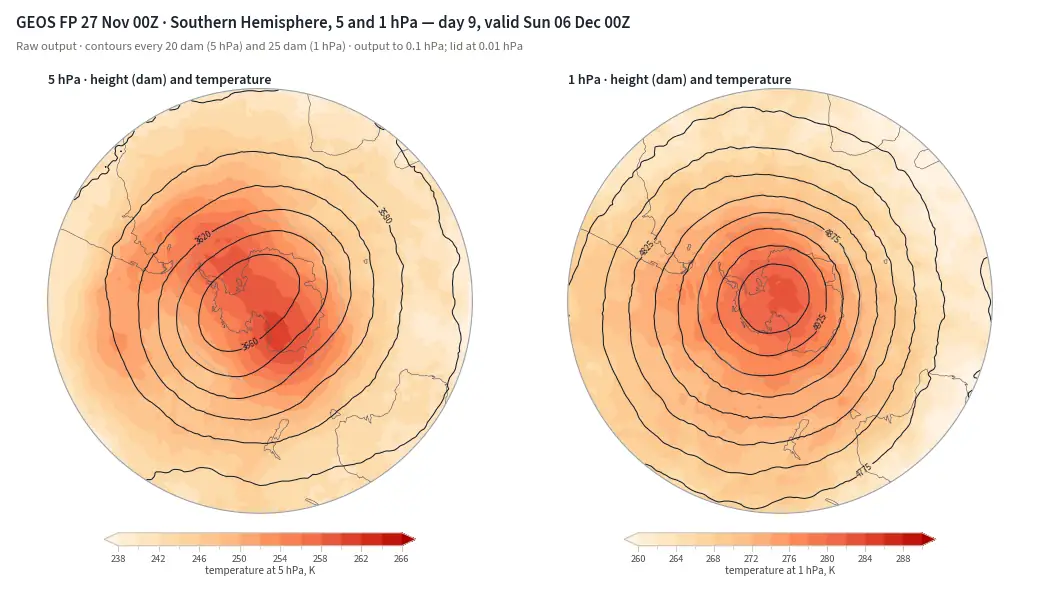 GEOS FP 27 Nov 00Z · Southern Hemisphere, 5 and 1 hPa — day 9, valid Sun 06 Dec 00Z
Raw output · contours every 20 dam (5 hPa) and 25 dam (1 hPa) · output to 0.1 hPa; lid at 0.01 hPa
5 hPa · height (dam) and temperature
1 hPa · height (dam) and temperature
3580
3620
3660
4875
4825
4925
4775
238 242 246 250 254 258 262 266
temperature at 5 hPa, K
260 264 268 272 276 280 284 288
temperature at 1 hPa, K